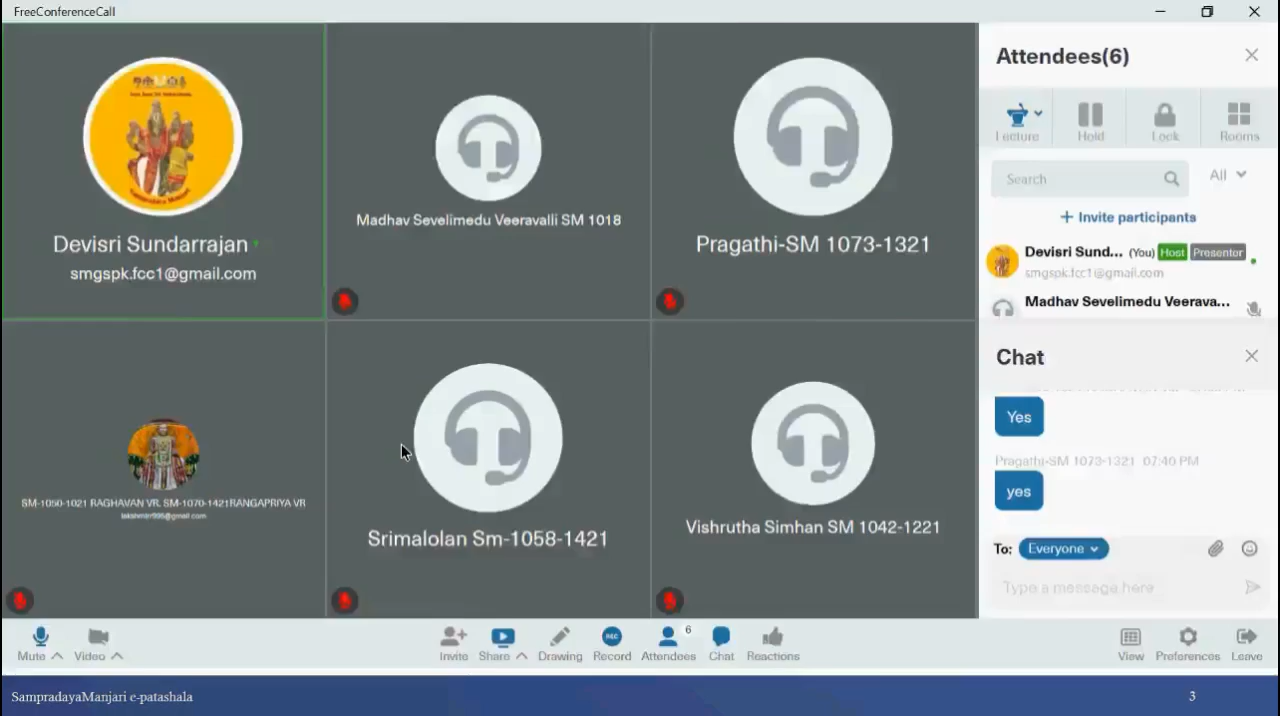 FreeConferenceCall
Devisri Sundarrajan
smgspk.fcc1@gmail.com
Madhav Sevelimedu Veeravalli SM 1018
Pragathi-SM 1073-1321
SM-1050-1021 RAGHAVAN VR, SM-1070-1421RANGAPRIYA VR
Srimalolan Sm-1058-1421
Vishrutha Simhan SM 1042-1221
Attendees(6)
Lecture
Hold
Lock
Rooms
Search
All
+ Invite participants
Devisri Sund... (You) Host Presenter
smgspk.fcc1@gmail.com
Madhav Sevelimedu Veerava...
Chat
Yes
Pragathi-SM 1073-1321 07:40 PM
yes
To: Everyone
Type a message here
Mute
Video
Invite
Share
Drawing
REC
Record
6
Attendees
Chat
Reactions
View
Preferences
Leave
SampradayaManjari e-patashala
3